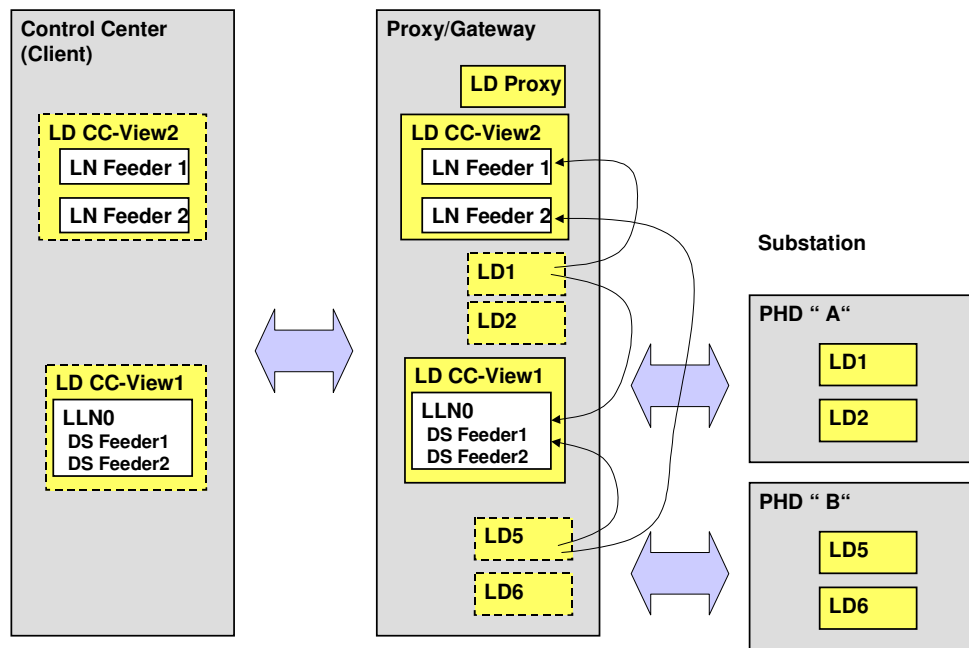 Control Center
(Client)
LD CC-View2
LN Feeder 1
LN Feeder 2
LD CC-View1
LLN0
DS Feeder1
DS Feeder2
Proxy/Gateway
LD Proxy
LD CC-View2
LN Feeder 1
LN Feeder 2
LD1
LD2
LD CC-View1
LLN0
DS Feeder1
DS Feeder2
LD5
LD6
Substation
PHD “ A“
LD1
LD2
PHD “ B“
LD5
LD6